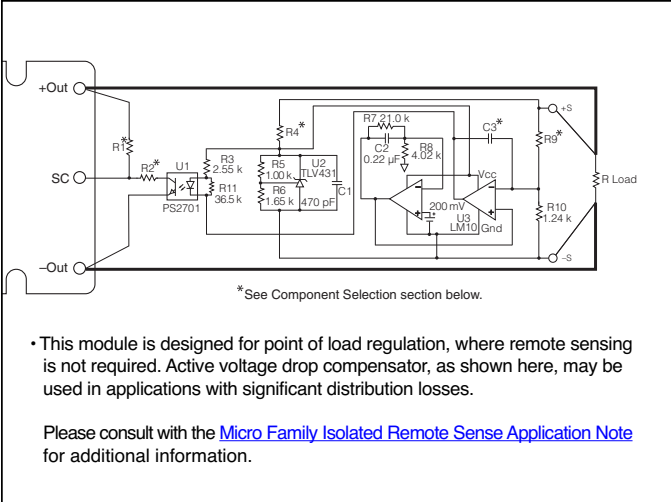 +Out
SC
–Out
R1*
R2*
U1
PS2701
R3
2.55 k
R11
36.5 k
R4*
R5
1.00 k
R6
1.65 k
U2
TLV431
470 pF
C1
R7 21.0 k
C2
0.22 µF
R8
4.02 k
200 mV
C3*
Vcc
U3
LM10
Gnd
+S
R9*
R10
1.24 k
–S
R Load
*See Component Selection section below.
• This module is designed for point of load regulation, where remote sensing
is not required. Active voltage drop compensator, as shown here, may be
used in applications with significant distribution losses.
Please consult with the Micro Family Isolated Remote Sense Application Note
for additional information.